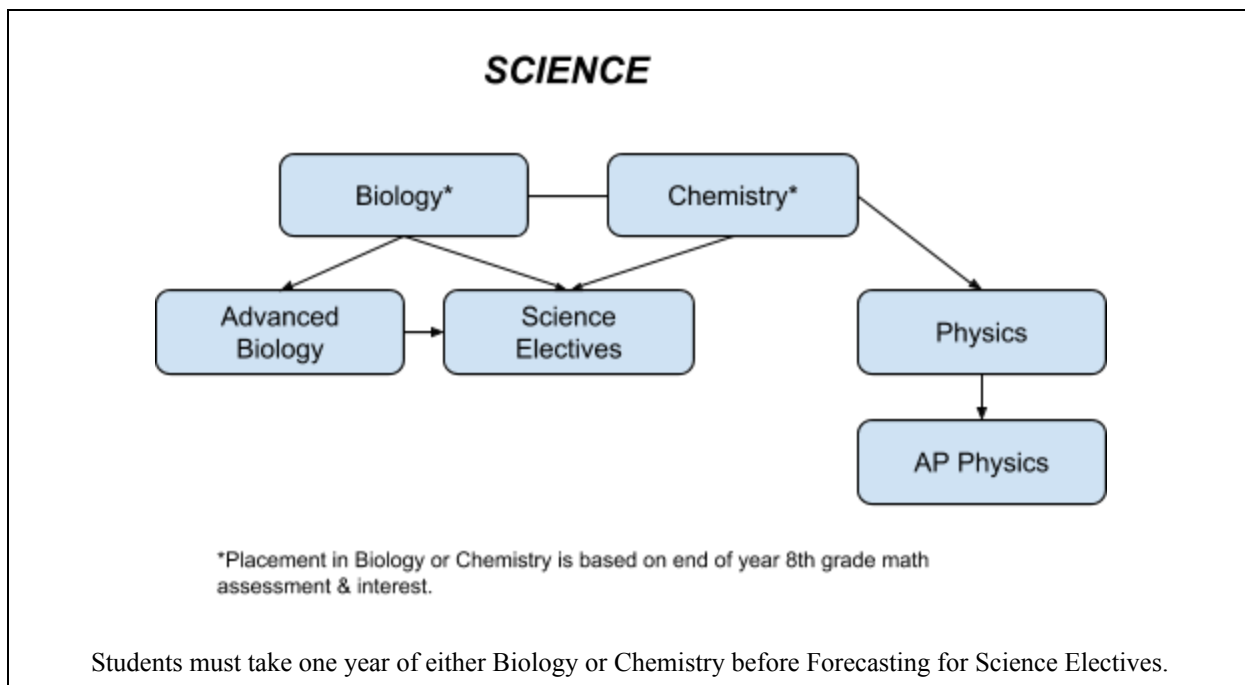 SCIENCE
Biology*
Chemistry*
Advanced
Biology
Science
Electives
Physics
AP Physics
*Placement in Biology or Chemistry is based on end of year 8th grade math
assessment & interest.
Students must take one year of either Biology or Chemistry before Forecasting for Science Electives.